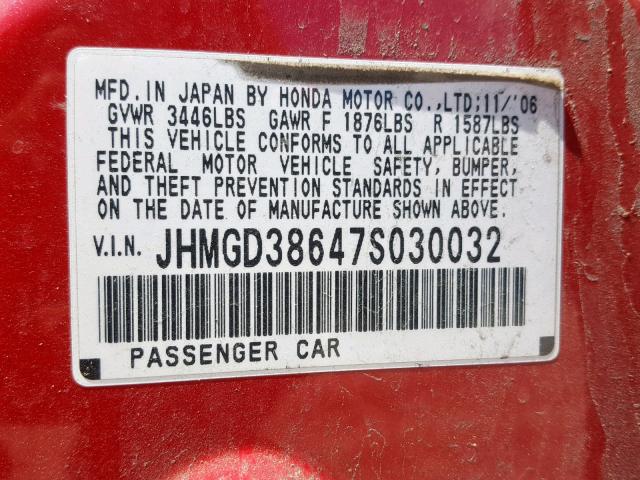 MFD. IN JAPAN BY HONDA MOTOR CO.,LTD;11/'06
GVWR 3446LBS GAWR F 1876LBS R 1587LBS
THIS VEHICLE CONFORMS TO ALL APPLICABLE
FEDERAL MOTOR VEHICLE SAFETY, BUMPER,
AND THEFT PREVENTION STANDARDS IN EFFECT
ON THE DATE OF MANUFACTURE SHOWN ABOVE.
V.I.N. JHMGD38647S030032
PASSENGER CAR